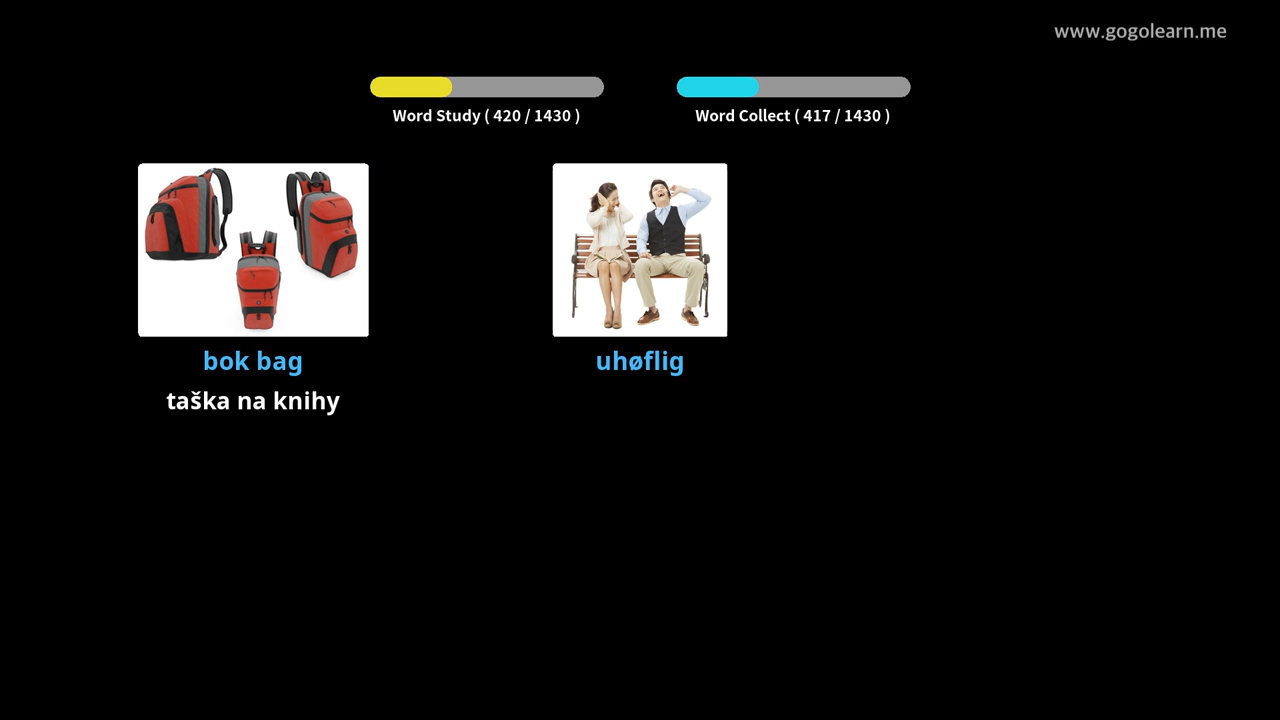 www.gogolearn.me
Word Study ( 420 / 1430 )
Word Collect ( 417 / 1430 )
bok bag
taška na knihy
uhøflig